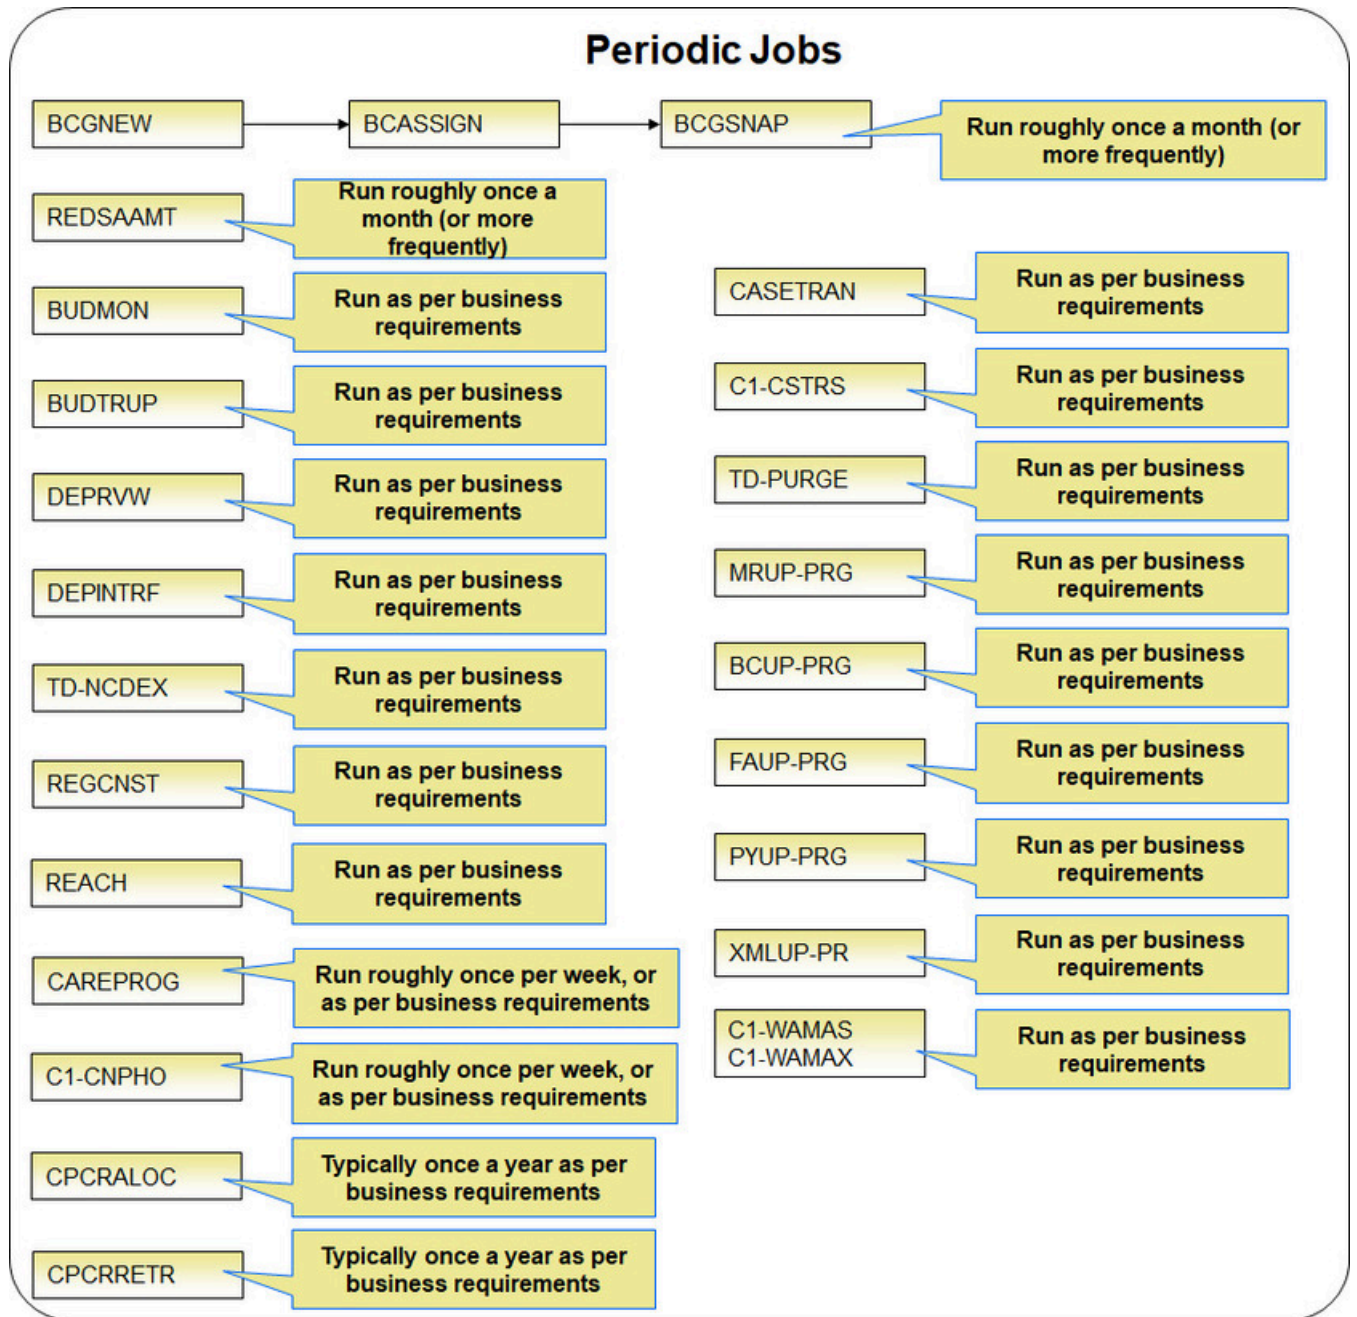 Periodic Jobs
BCGNEW
BCASSIGN
BCGSNAP
Run roughly once a month (or
more frequently)
REDSAAMT
Run roughly once a
month (or more
frequently)
BUDMON
Run as per business
requirements
BUDTRUP
Run as per business
requirements
DEPRVW
Run as per business
requirements
DEPINTRF
Run as per business
requirements
TD-NCDEX
Run as per business
requirements
REGCNST
Run as per business
requirements
REACH
Run as per business
requirements
CAREPROG
Run roughly once per week, or
as per business requirements
C1-CNPHO
Run roughly once per week, or
as per business requirements
CPCRALOC
Typically once a year as per
business requirements
CPCRRETR
Typically once a year as per
business requirements
CASETRAN
Run as per business
requirements
C1-CSTRS
Run as per business
requirements
TD-PURGE
Run as per business
requirements
MRUP-PRG
Run as per business
requirements
BCUP-PRG
Run as per business
requirements
FAUP-PRG
Run as per business
requirements
PYUP-PRG
Run as per business
requirements
XMLUP-PR
Run as per business
requirements
C1-WAMAS
C1-WAMAX
Run as per business
requirements